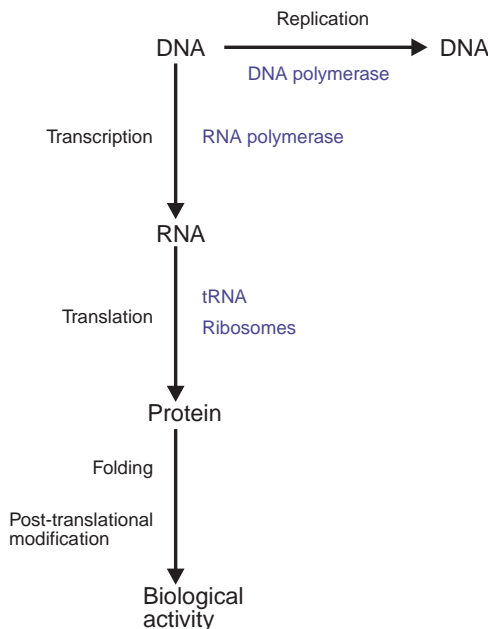 Replication
DNA
DNA
DNA polymerase
Transcription
RNA polymerase
RNA
tRNA
Translation
Ribosomes
Protein
Folding
Post-translational
modification
Biological
activity